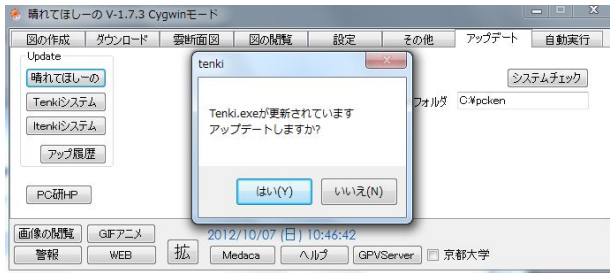 晴れてほしーの V-1.7.3 Cygwinモード
図の作成 ダウンロード 雲断面図 図の閲覧 設定 その他 アップデート 自動実行
Update
晴れてほしーの
Tenkiシステム
Itenkiシステム
アップ履歴
PC研HP
tenki
Tenki.exeが更新されています
アップデートしますか?
はい(Y) いいえ(N)
システムチェック
フォルダ C:¥pcken
画像の閲覧 GIFアニメ 2012/10/07 (日) 10:46:42
警報 WEB 拡 Medaca ヘルプ GPVServer 京都大学